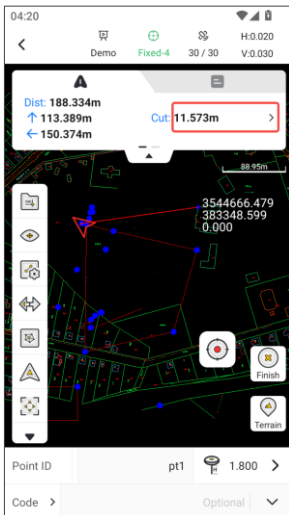 04:20
Demo
Fixed-4
30 / 30
H:0.020
V:0.030
Dist: 188.334m
113.389m
150.374m
Cut: 11.573m
88.95m
3544666.479
383348.599
0.000
Finish
Terrain
Point ID
pt1
1.800
Code
Optional